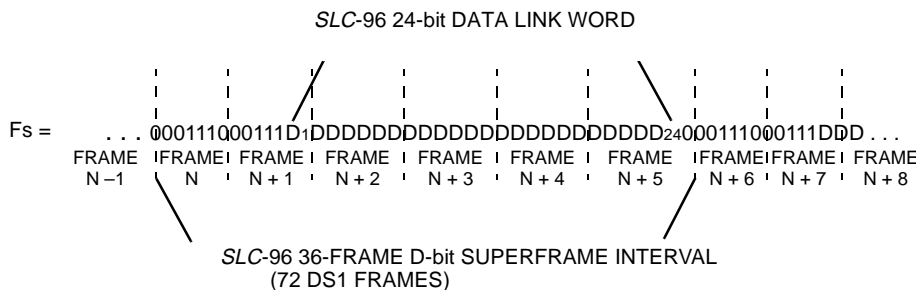 SLC-96 24-bit DATA LINK WORD
Fs = . . . 000111000111D1DDDDDDDDDDDDDDDDDDDDDDD24000111000111DDD . . .
FRAME N –1
FRAME N
FRAME N + 1
FRAME N + 2
FRAME N + 3
FRAME N + 4
FRAME N + 5
FRAME N + 6
FRAME N + 7
FRAME N + 8
SLC-96 36-FRAME D-bit SUPERFRAME INTERVAL
(72 DS1 FRAMES)